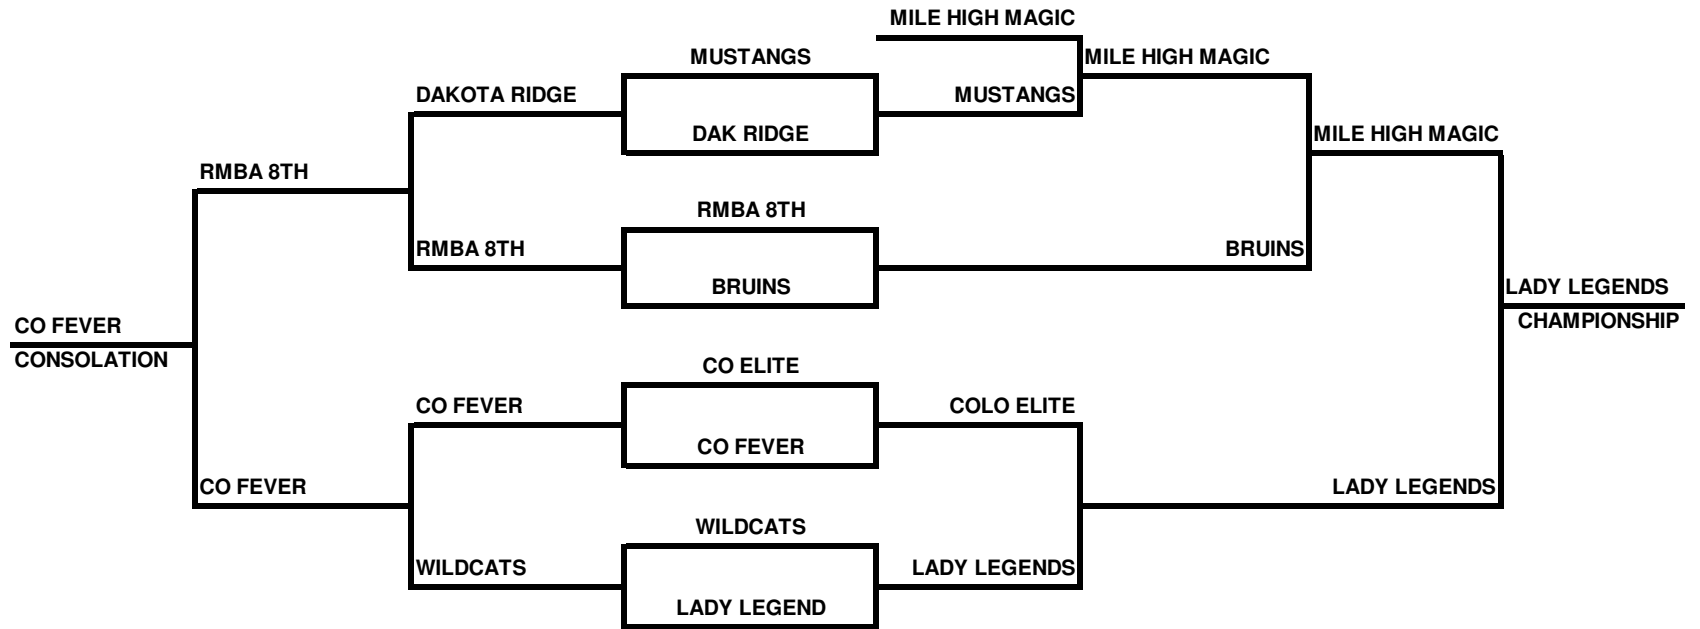 MILE HIGH MAGIC
MUSTANGS
MILE HIGH MAGIC
DAKOTA RIDGE
MUSTANGS
DAK RIDGE
MILE HIGH MAGIC
RMBA 8TH
RMBA 8TH
RMBA 8TH
BRUINS
BRUINS
LADY LEGENDS
CHAMPIONSHIP
CO FEVER
CONSOLATION
CO ELITE
CO FEVER
COLO ELITE
CO FEVER
CO FEVER
LADY LEGENDS
WILDCATS
WILDCATS
LADY LEGENDS
LADY LEGEND